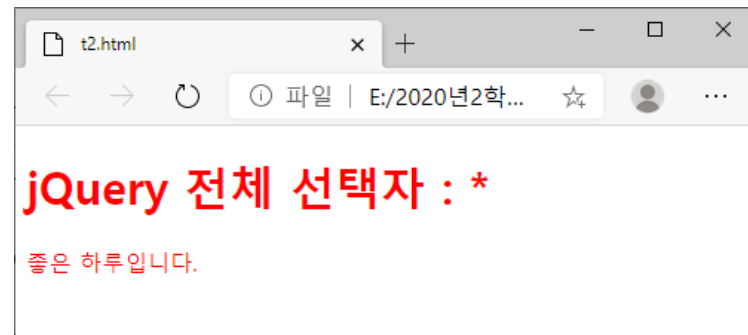 t2.html
파일 | E:/2020년2학...
jQuery 전체 선택자 : *
좋은 하루입니다.